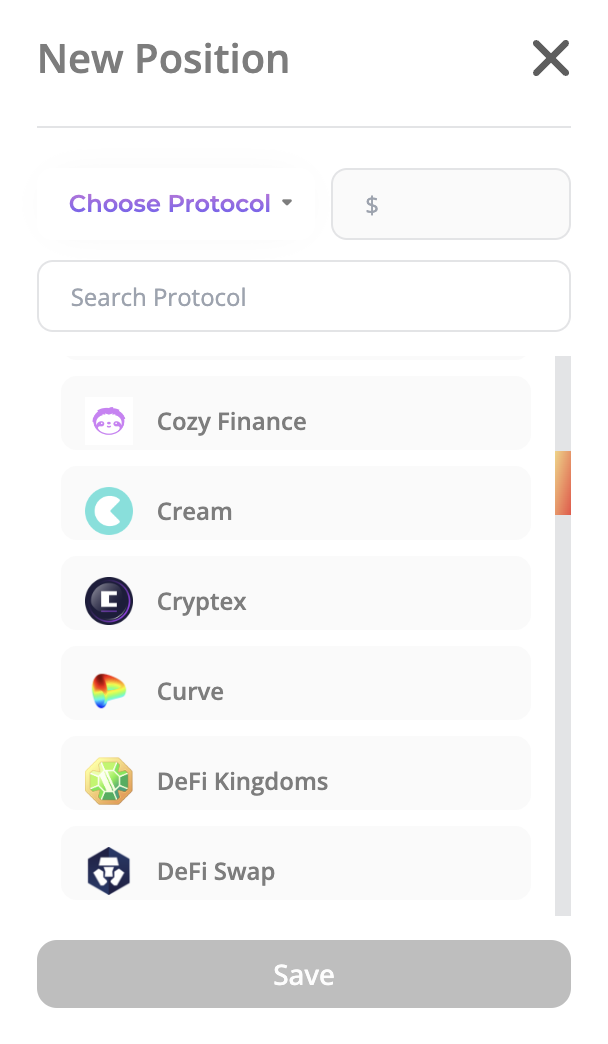 New Position
Choose Protocol
$
Search Protocol
Cozy Finance
Cream
Cryptex
Curve
DeFi Kingdoms
DeFi Swap
Save